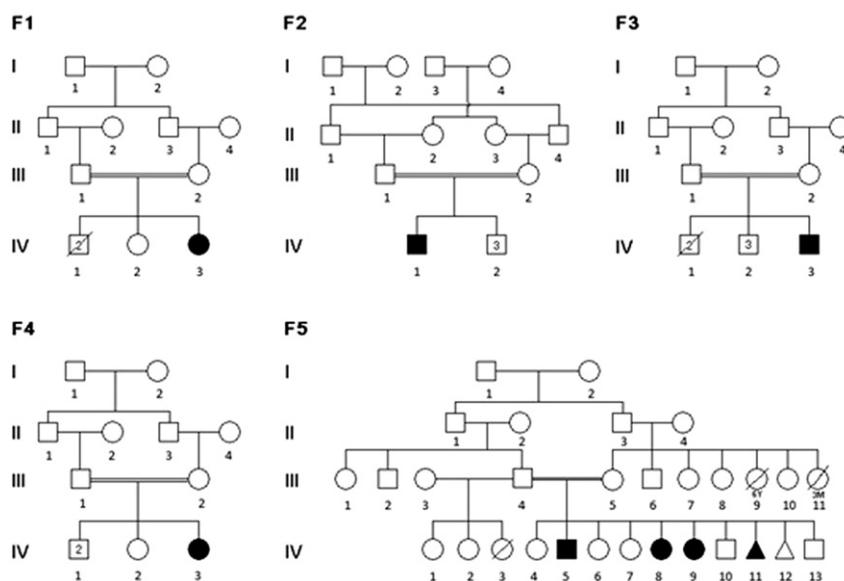 F1 F2 F3
I 1 2 I 1 2 3 4 I 1 2
II 1 2 3 4 II 1 2 3 4 II 1 2 3 4
III 1 2 III 1 2 III 1 2
IV 2 IV 3 IV 2 3
1 2 3 1 2 1 2 3
F4 F5
I 1 2 I 1 2
II 1 2 3 4 II 1 2 3 4
III 1 2 III 1 2 3 4 5 6 7 8 9 6Y 10 11 3M
IV 2 IV
1 2 3 1 2 3 4 5 6 7 8 9 10 11 12 13